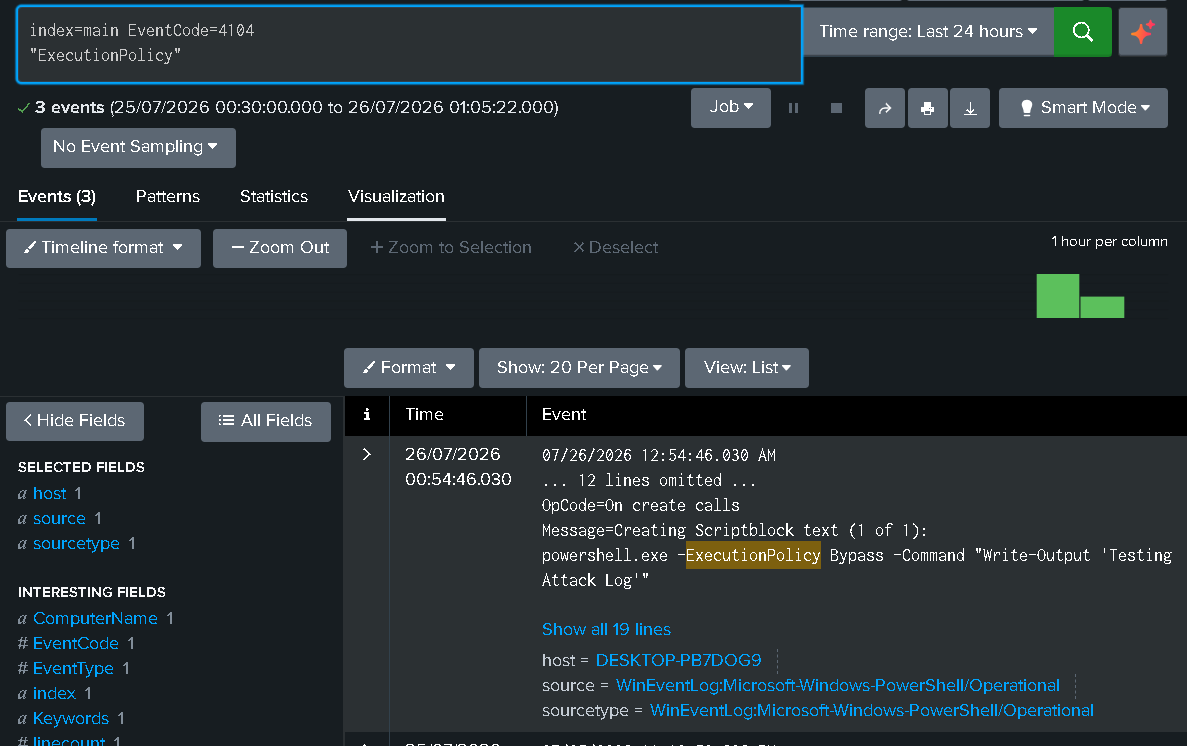 index=main EventCode=4104
"ExecutionPolicy"
Time range: Last 24 hours
3 events (25/07/2026 00:30:00.000 to 26/07/2026 01:05:22.000)
Job
Smart Mode
No Event Sampling
Events (3)
Patterns
Statistics
Visualization
Timeline format
— Zoom Out
+ Zoom to Selection
× Deselect
1 hour per column
Format
Show: 20 Per Page
View: List
< Hide Fields
All Fields
i
Time
Event
SELECTED FIELDS
a host 1
a source 1
a sourcetype 1
INTERESTING FIELDS
a ComputerName 1
# EventCode 1
# EventType 1
a index 1
a Keywords 1
# linecount 1
>
26/07/2026
00:54:46.030
07/26/2026 12:54:46.030 AM
... 12 lines omitted ...
OpCode=On create calls
Message=Creating Scriptblock text (1 of 1):
powershell.exe -ExecutionPolicy Bypass -Command "Write-Output 'Testing
Attack Log'"
Show all 19 lines
host = DESKTOP-PB7DOG9
source = WinEventLog:Microsoft-Windows-PowerShell/Operational
sourcetype = WinEventLog:Microsoft-Windows-PowerShell/Operational